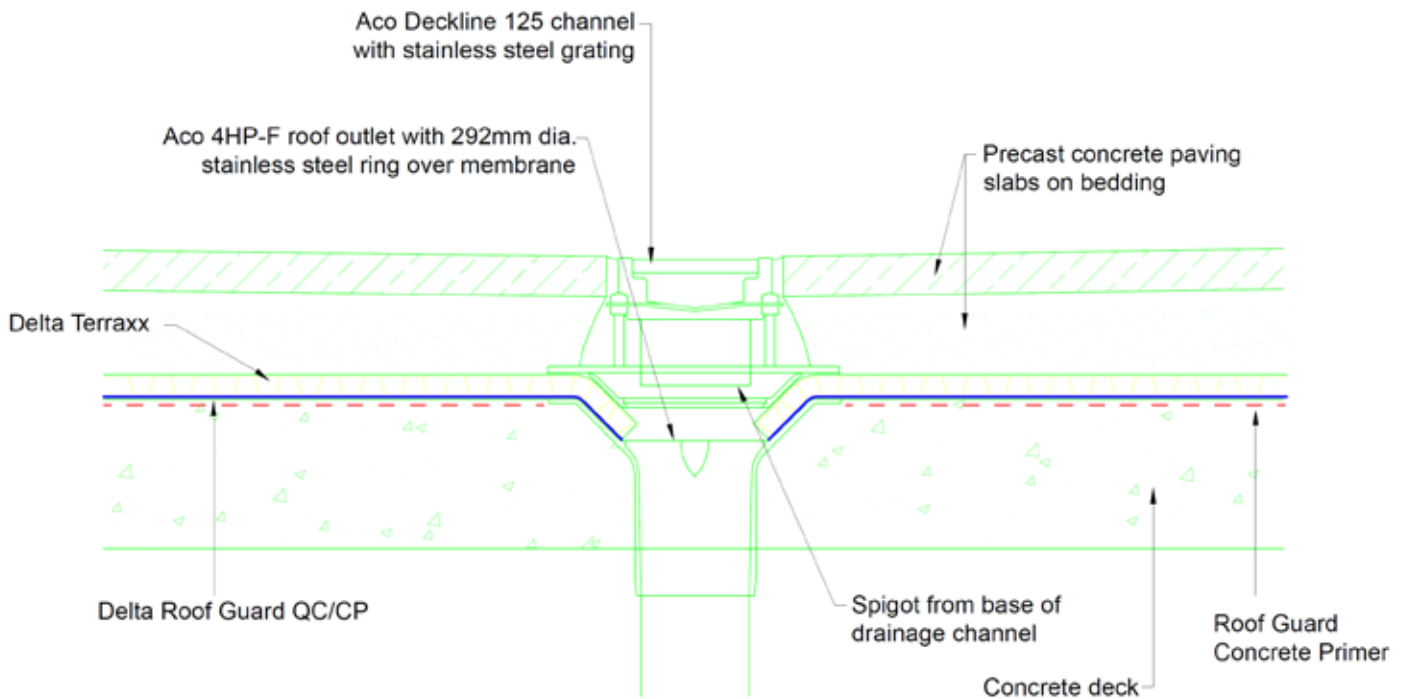 Aco Deckline 125 channel
with stainless steel grating
Aco 4HP-F roof outlet with 292mm dia.
stainless steel ring over membrane
Precast concrete paving
slabs on bedding
Delta Terraxx
Delta Roof Guard QC/CP
Spigot from base of
drainage channel
Roof Guard
Concrete Primer
Concrete deck